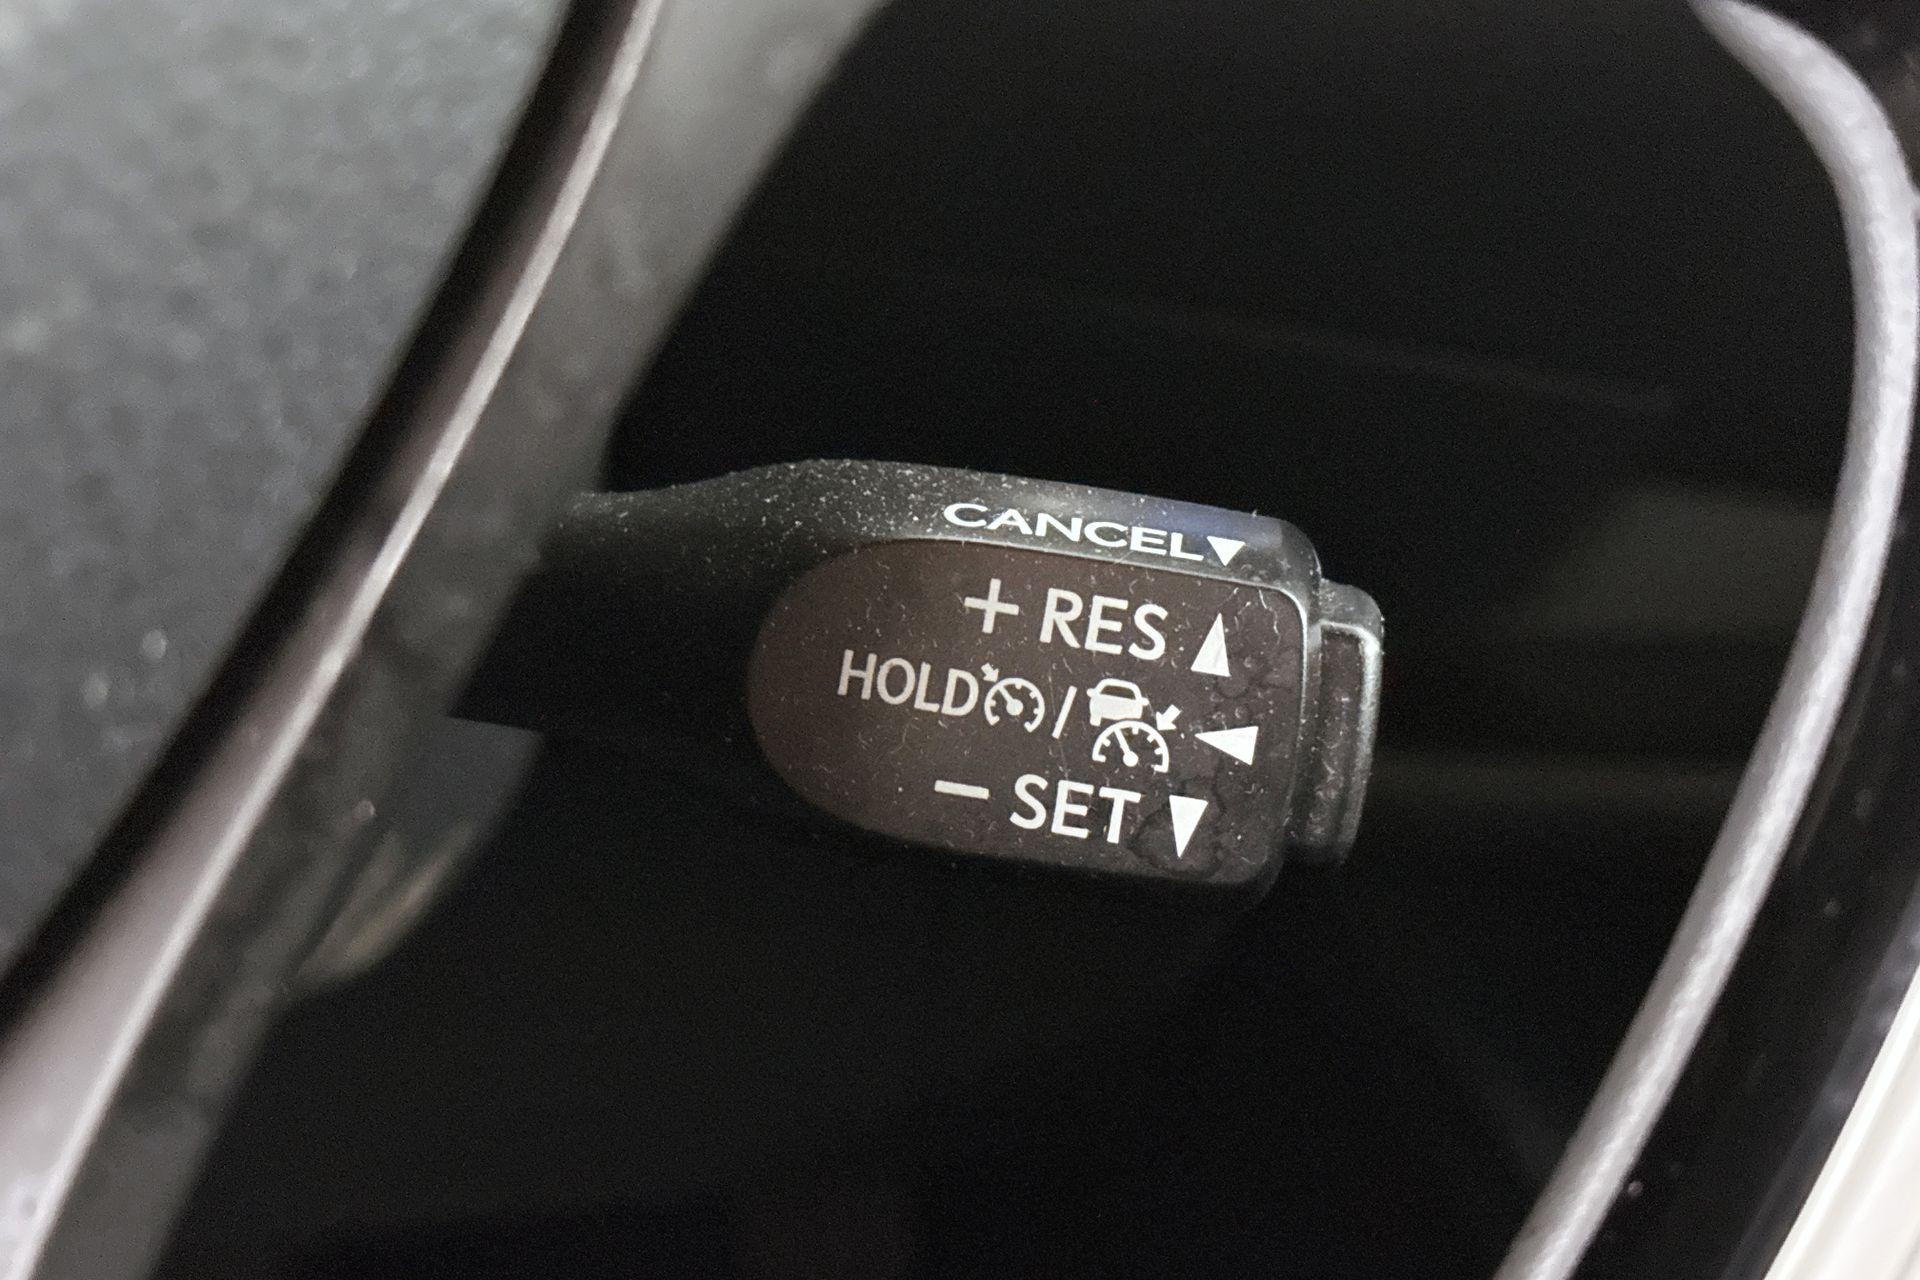 CANCEL▼
+ RES ▲
HOLD / ◀
− SET ▼